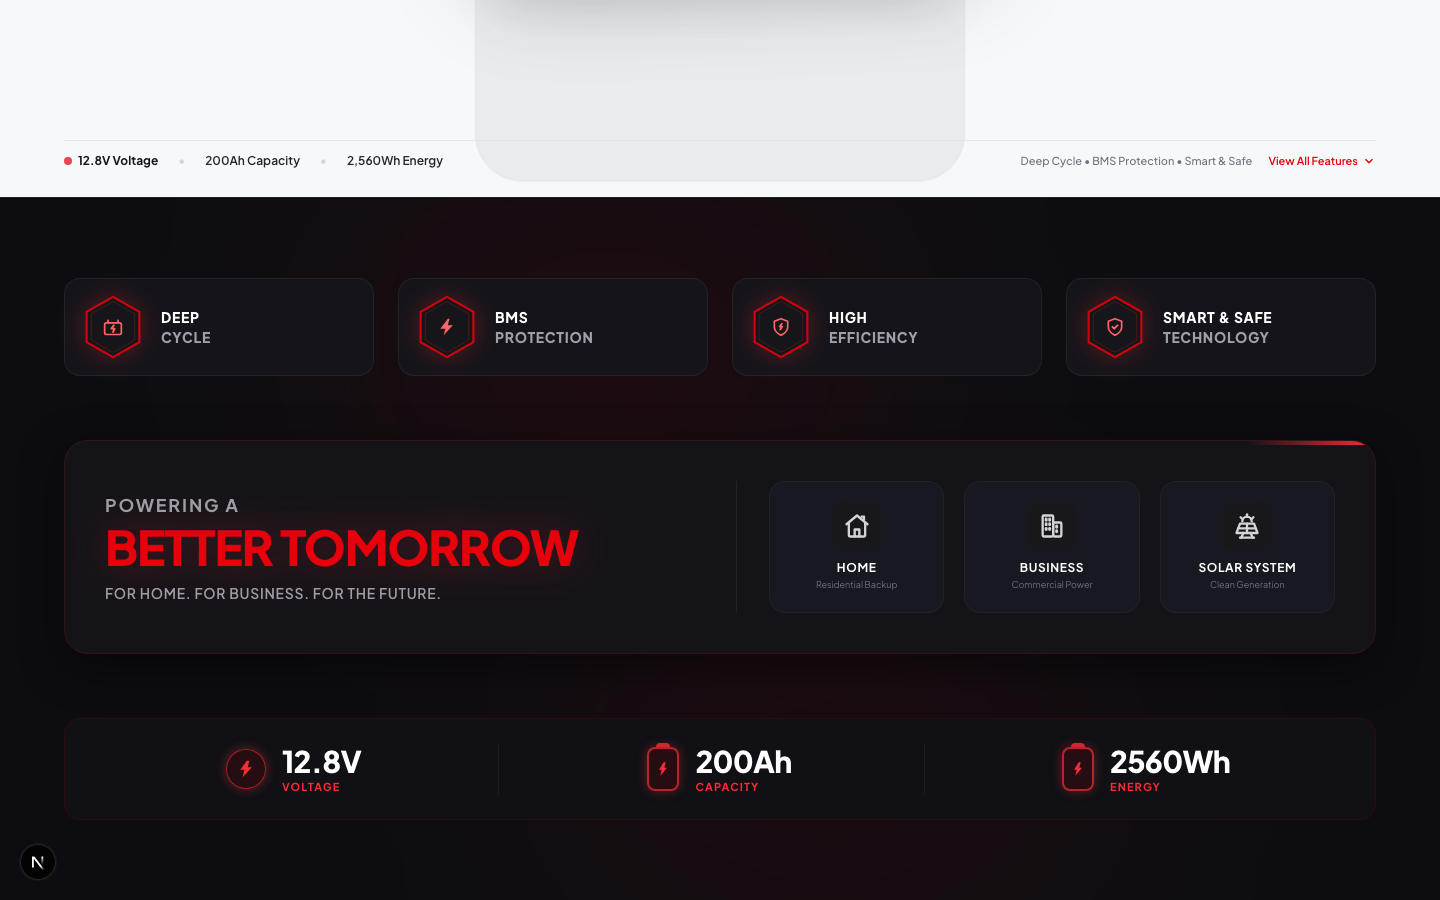 12.8V Voltage • 200Ah Capacity • 2,560Wh Energy
Deep Cycle • BMS Protection • Smart & Safe View All Features
DEEP
CYCLE
BMS
PROTECTION
HIGH
EFFICIENCY
SMART & SAFE
TECHNOLOGY
POWERING A
BETTER TOMORROW
FOR HOME. FOR BUSINESS. FOR THE FUTURE.
HOME
Residential Backup
BUSINESS
Commercial Power
SOLAR SYSTEM
Clean Generation
12.8V
VOLTAGE
200Ah
CAPACITY
2560Wh
ENERGY
N